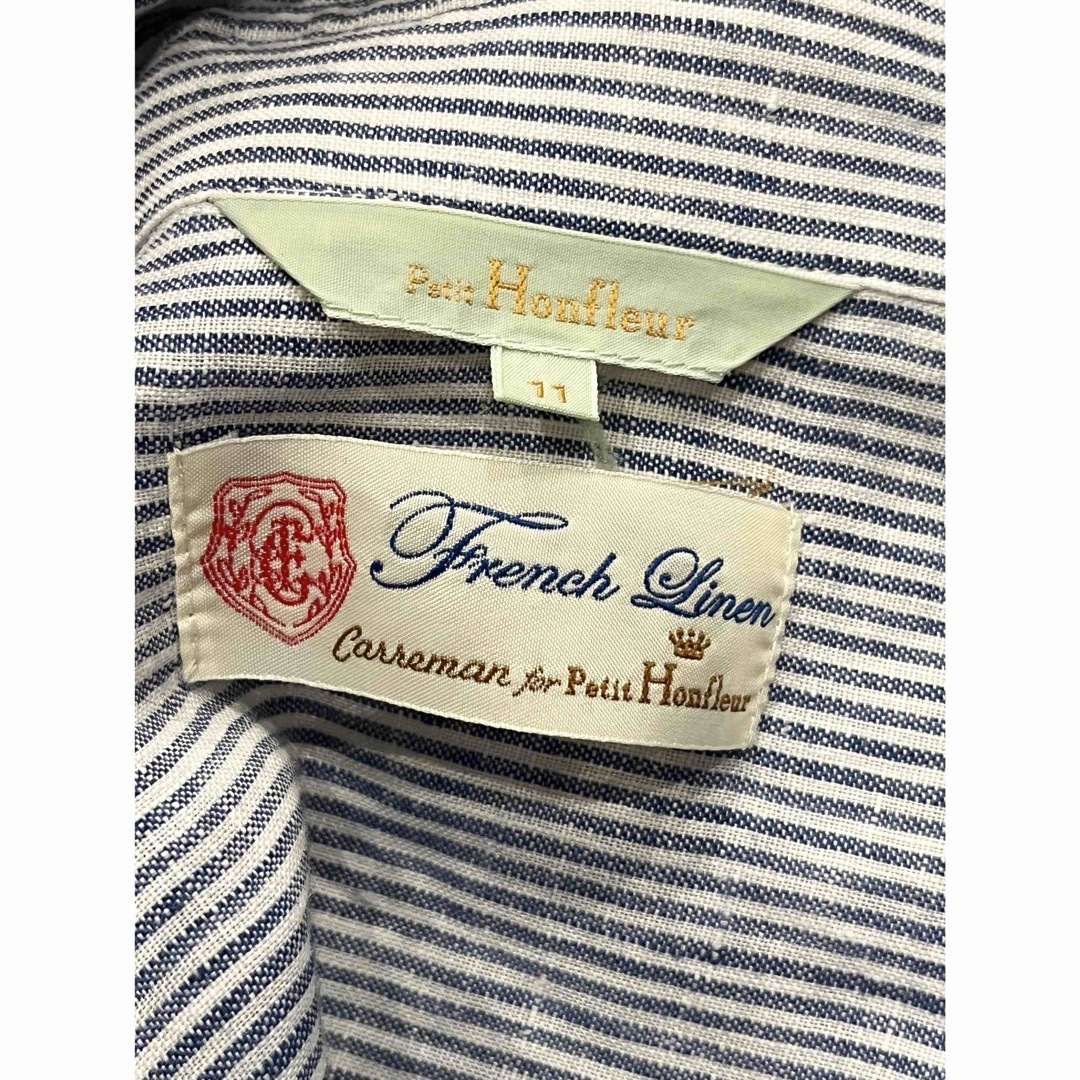 Petit Honfleur
11
French Linen
Carreman for Petit Honfleur